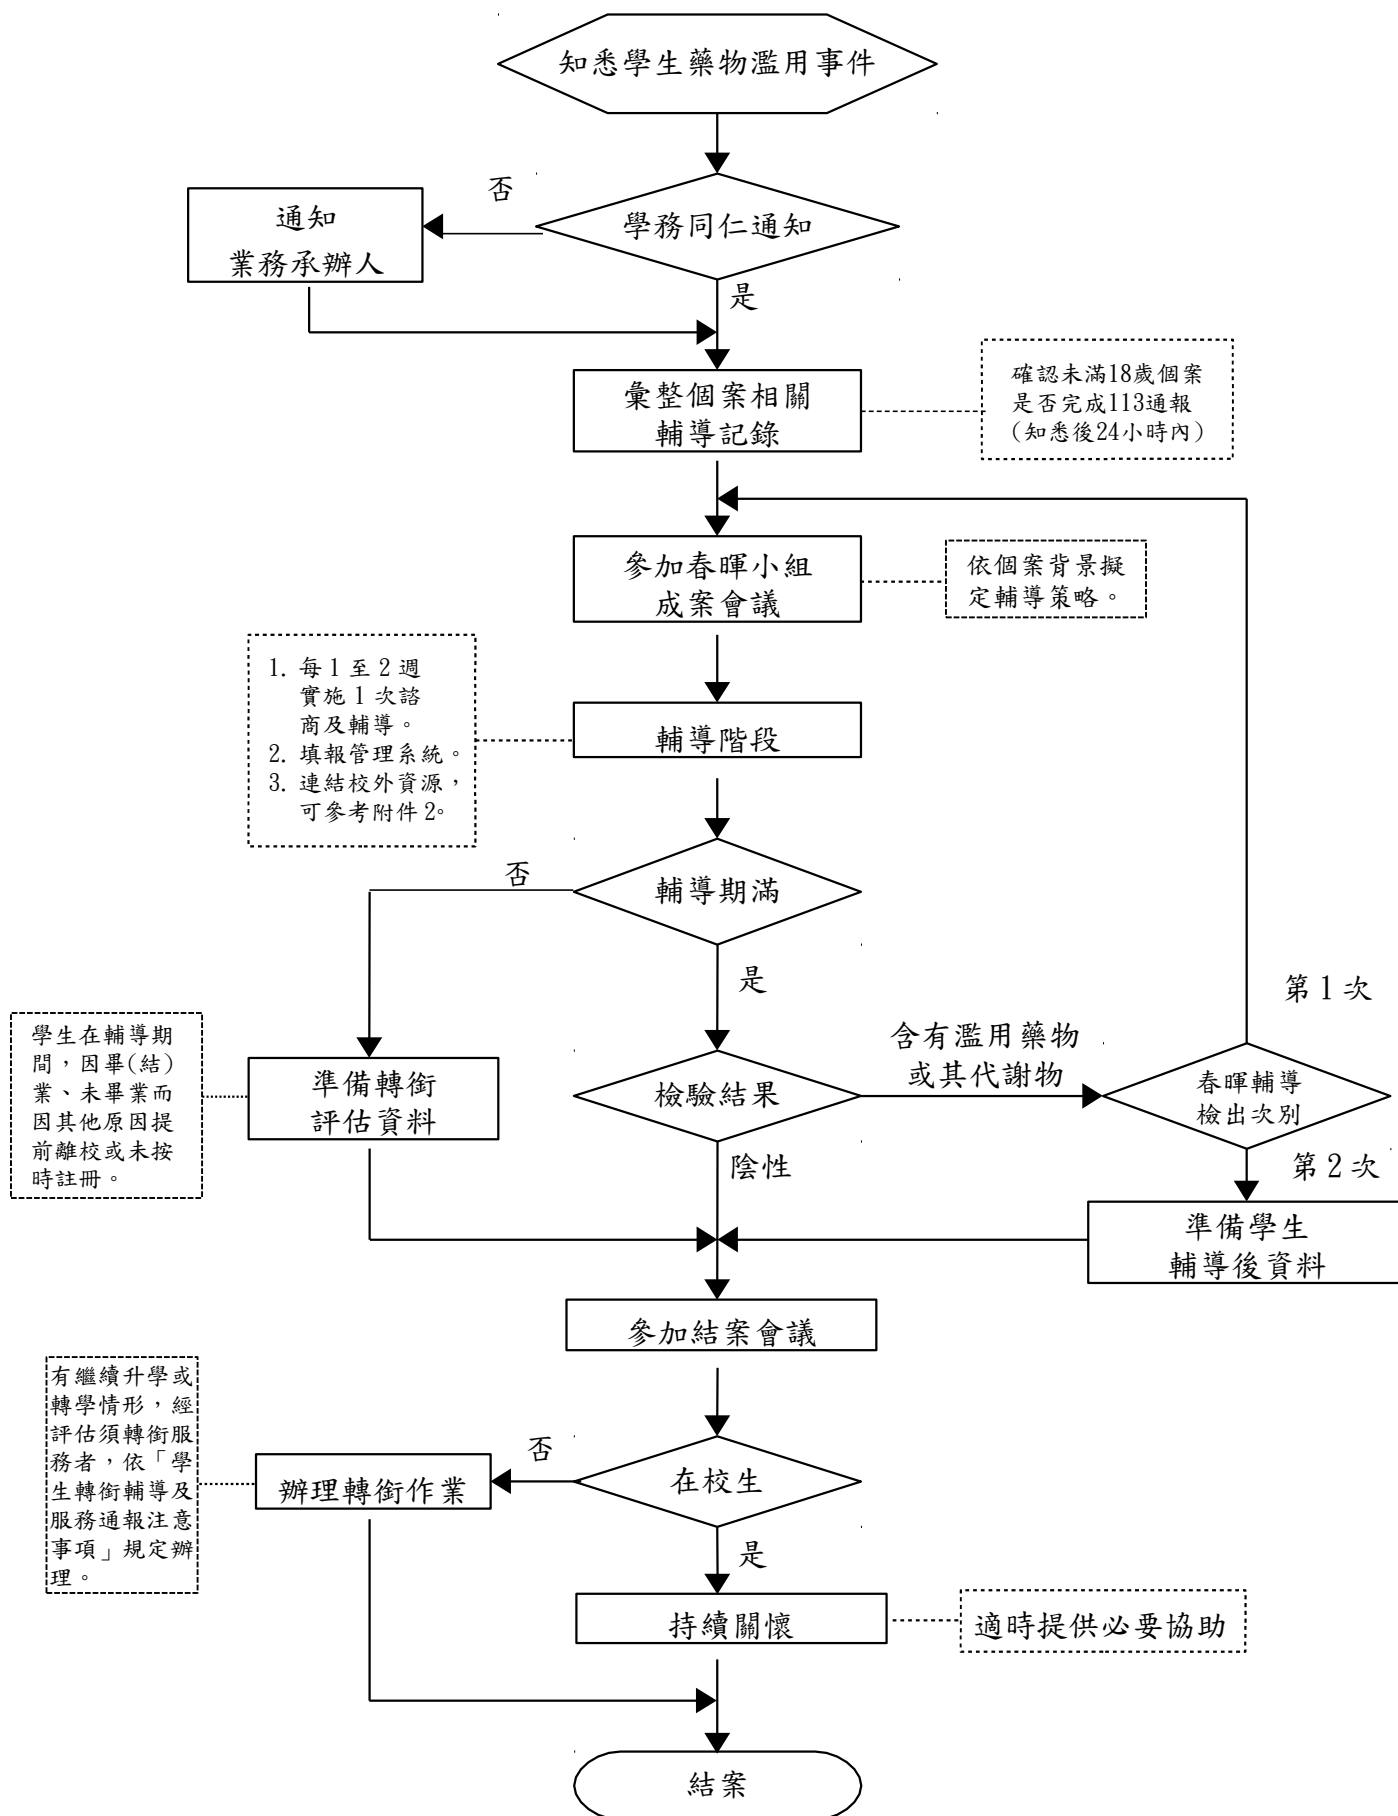 知悉學生藥物濫用事件
否
通知
業務承辦人
學務同仁通知
是
彙整個案相關
輔導記錄
確認未滿18歲個案
是否完成113通報
(知悉後24小時內)
參加春暉小組
成案會議
依個案背景擬
定輔導策略。
1. 每1至2週
實施1次諮
商及輔導。
2. 填報管理系統。
3. 連結校外資源，
可參考附件2。
輔導階段
否
輔導期滿
是
第1次
學生在輔導期
間，因畢(結)
業、未畢業而
因其他原因提
前離校或未按
時註冊。
準備轉銜
評估資料
檢驗結果
含有濫用藥物
或其代謝物
春暉輔導
檢出次別
陰性
第2次
準備學生
輔導後資料
參加結案會議
有繼續升學或
轉學情形，經
評估須轉銜服
務者，依「學
生轉銜輔導及
服務通報注意
事項」規定辦
理。
否
辦理轉銜作業
在校生
是
持續關懷
適時提供必要協助
結案